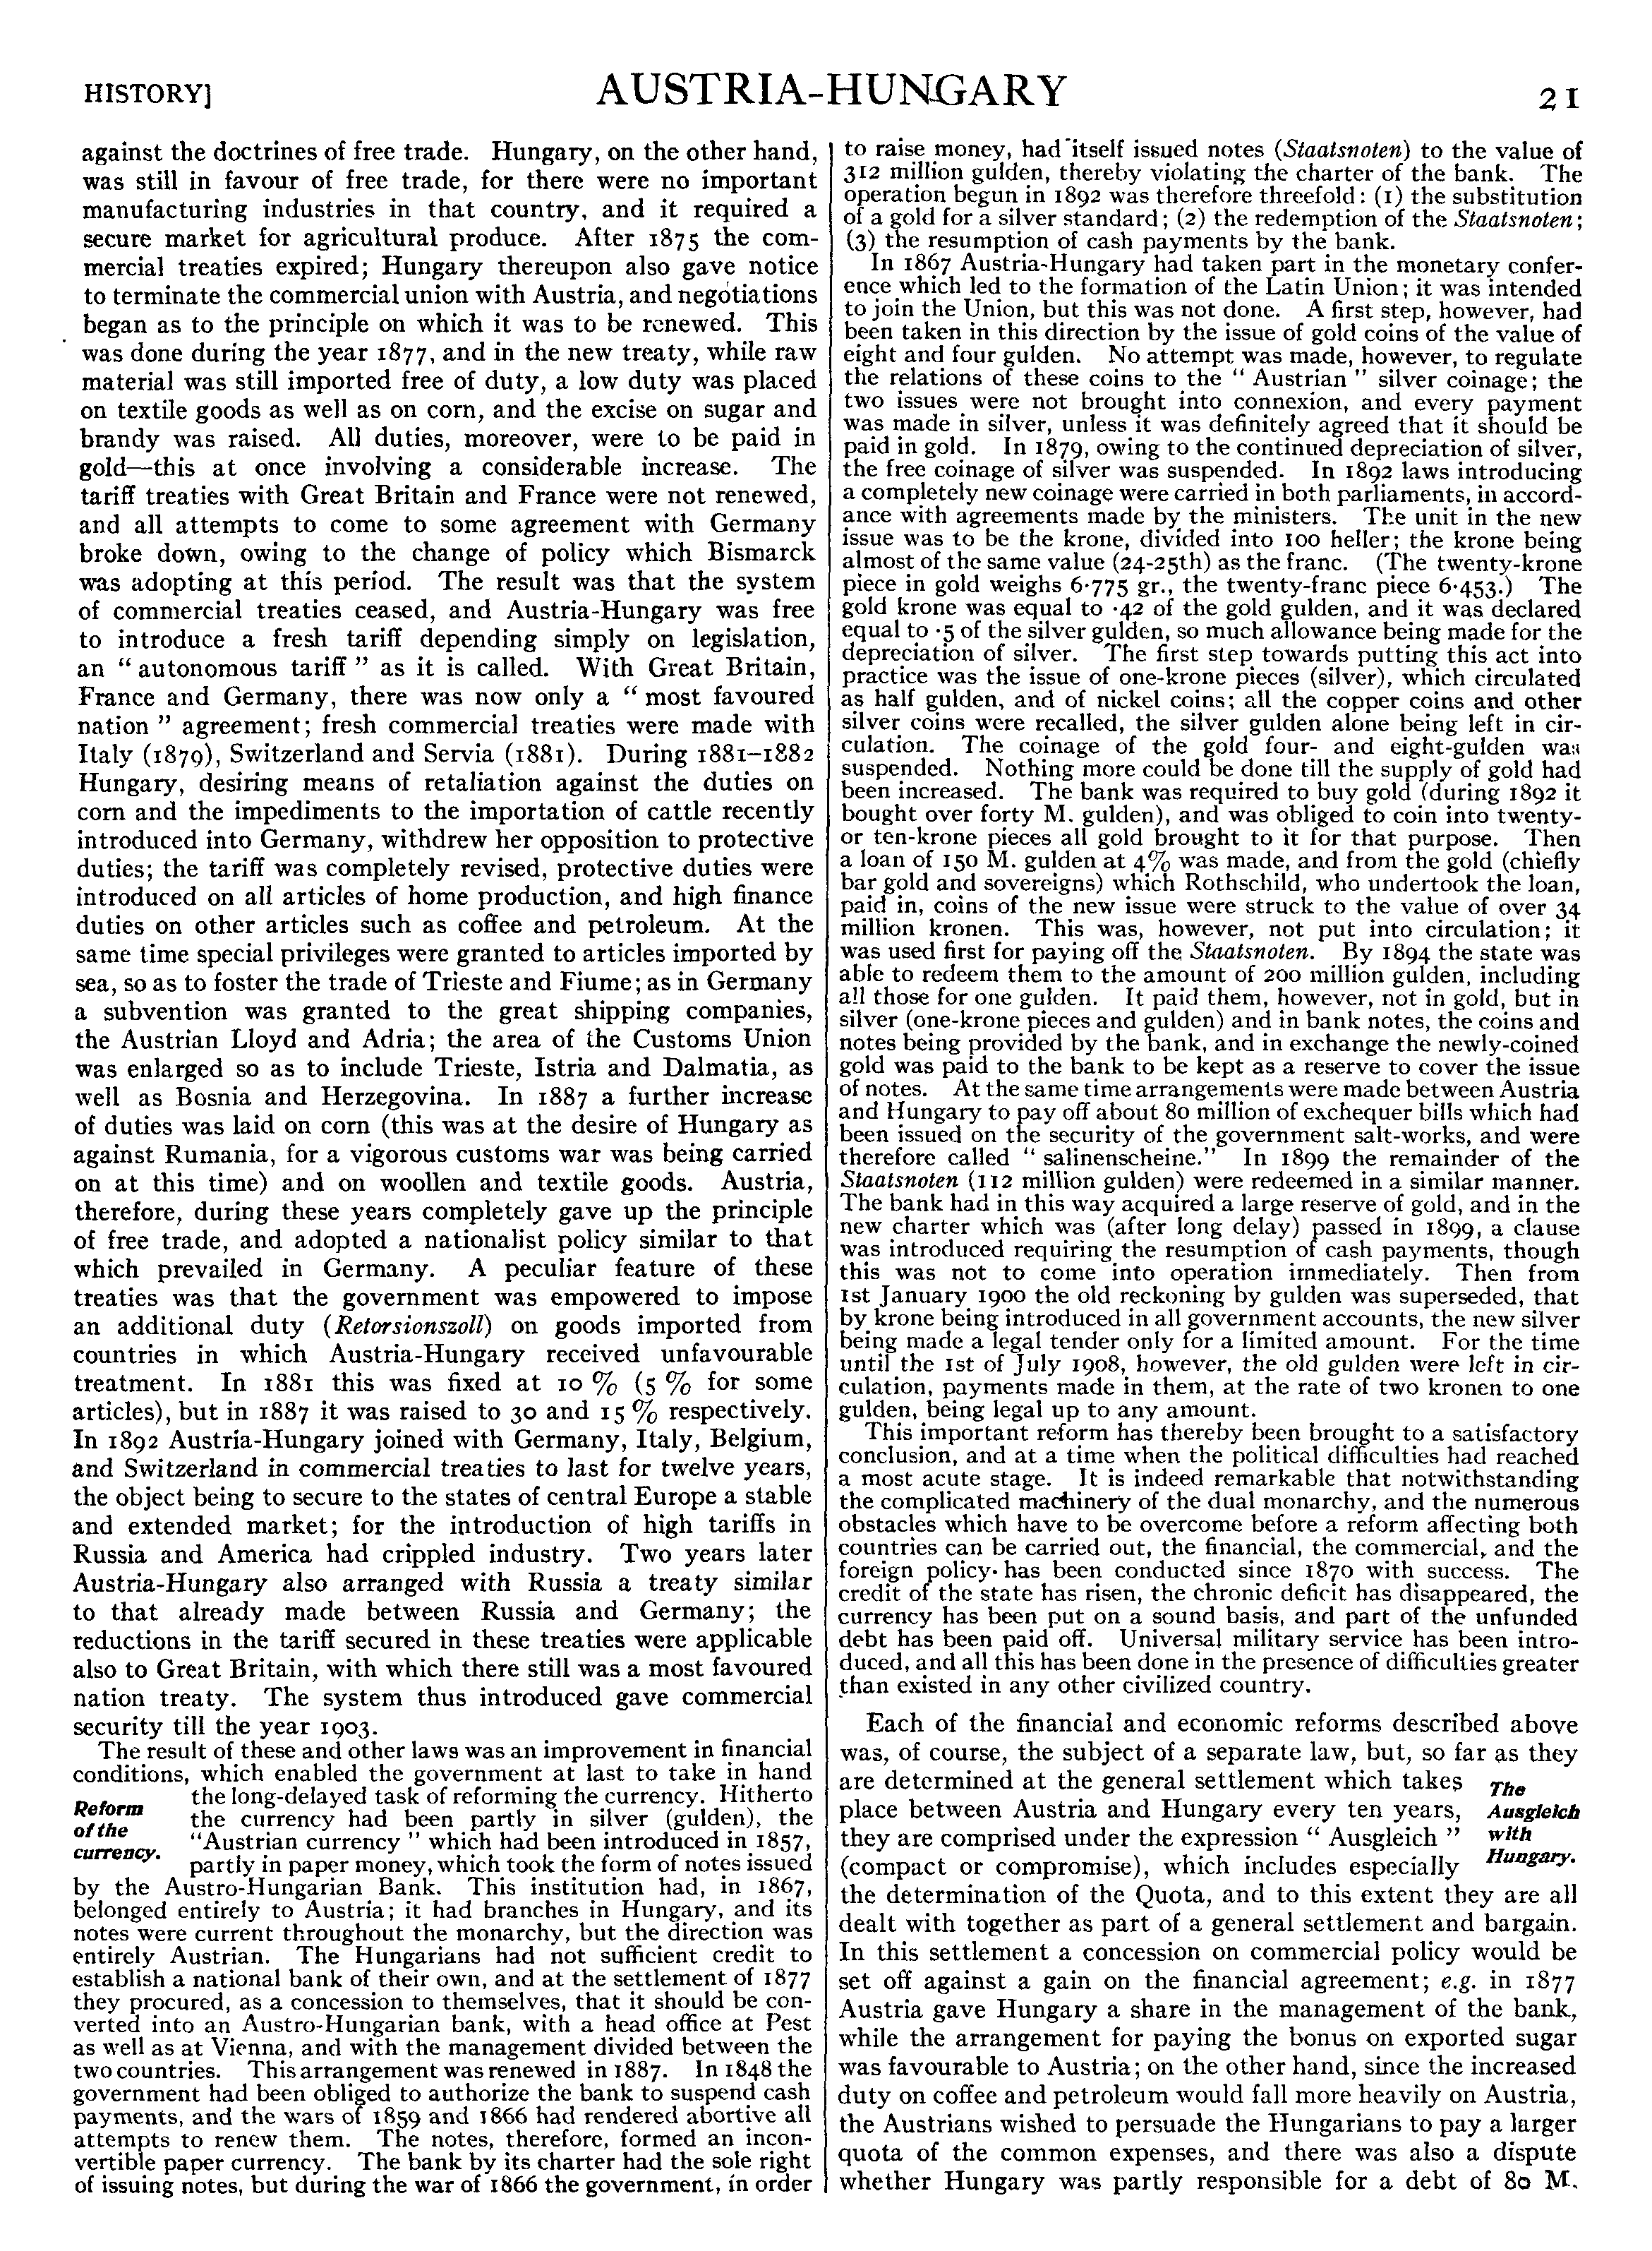 HISTORY]
AUSTRIA-HUNGARY
21
against the doctrines of free trade. Hungary, on the other hand,
was still in favour of free trade, for there were no important
manufacturing industries in that country, and it required a
secure market for agricultural produce. After 1875 the com-
mercial treaties expired; Hungary thereupon also gave notice
to terminate the commercial union with Austria, and negotiations
began as to the principle on which it was to be renewed. This
was done during the year 1877, and in the new treaty, while raw
material was still imported free of duty, a low duty was placed
on textile goods as well as on corn, and the excise on sugar and
brandy was raised. All duties, moreover, were to be paid in
gold—this at once involving a considerable increase. The
tariff treaties with Great Britain and France were not renewed,
and all attempts to come to some agreement with Germany
broke down, owing to the change of policy which Bismarck
was adopting at this period. The result was that the system
of commercial treaties ceased, and Austria-Hungary was free
to introduce a fresh tariff depending simply on legislation,
an “ autonomous tariff ” as it is called. With Great Britain,
France and Germany, there was now only a “ most favoured
nation ” agreement; fresh commercial treaties were made with
Italy (1879), Switzerland and Servia (1881). During 1881–1882
Hungary, desiring means of retaliation against the duties on
corn and the impediments to the importation of cattle recently
introduced into Germany, withdrew her opposition to protective
duties; the tariff was completely revised, protective duties were
introduced on all articles of home production, and high finance
duties on other articles such as coffee and petroleum. At the
same time special privileges were granted to articles imported by
sea, so as to foster the trade of Trieste and Fiume; as in Germany
a subvention was granted to the great shipping companies,
the Austrian Lloyd and Adria; the area of the Customs Union
was enlarged so as to include Trieste, Istria and Dalmatia, as
well as Bosnia and Herzegovina. In 1887 a further increase
of duties was laid on corn (this was at the desire of Hungary as
against Rumania, for a vigorous customs war was being carried
on at this time) and on woollen and textile goods. Austria,
therefore, during these years completely gave up the principle
of free trade, and adopted a nationalist policy similar to that
which prevailed in Germany. A peculiar feature of these
treaties was that the government was empowered to impose
an additional duty (Retorsionszoll) on goods imported from
countries in which Austria-Hungary received unfavourable
treatment. In 1881 this was fixed at 10 % (5 % for some
articles), but in 1887 it was raised to 30 and 15 % respectively.
In 1892 Austria-Hungary joined with Germany, Italy, Belgium,
and Switzerland in commercial treaties to last for twelve years,
the object being to secure to the states of central Europe a stable
and extended market; for the introduction of high tariffs in
Russia and America had crippled industry. Two years later
Austria-Hungary also arranged with Russia a treaty similar
to that already made between Russia and Germany; the
reductions in the tariff secured in these treaties were applicable
also to Great Britain, with which there still was a most favoured
nation treaty. The system thus introduced gave commercial
security till the year 1903.
The result of these and other laws was an improvement in financial
conditions, which enabled the government at last to take in hand
the long-delayed task of reforming the currency. Hitherto
Reform
the currency had been partly in silver (gulden), the
of the
“Austrian currency ” which had been introduced in 1857,
currency.
partly in paper money, which took the form of notes issued
by the Austro-Hungarian Bank. This institution had, in 1867,
belonged entirely to Austria; it had branches in Hungary, and its
notes were current throughout the monarchy, but the direction was
entirely Austrian. The Hungarians had not sufficient credit to
establish a national bank of their own, and at the settlement of 1877
they procured, as a concession to themselves, that it should be con-
verted into an Austro-Hungarian bank, with a head office at Pest
as well as at Vienna, and with the management divided between the
two countries. This arrangement was renewed in 1887. In 1848 the
government had been obliged to authorize the bank to suspend cash
payments, and the wars of 1859 and 1866 had rendered abortive all
attempts to renew them. The notes, therefore, formed an incon-
vertible paper currency. The bank by its charter had the sole right
of issuing notes, but during the war of 1866 the government, in order
to raise money, had itself issued notes (Staatsnoten) to the value of
312 million gulden, thereby violating the charter of the bank. The
operation begun in 1892 was therefore threefold: (1) the substitution
of a gold for a silver standard; (2) the redemption of the Staatsnoten;
(3) the resumption of cash payments by the bank.
In 1867 Austria-Hungary had taken part in the monetary confer-
ence which led to the formation of the Latin Union; it was intended
to join the Union, but this was not done. A first step, however, had
been taken in this direction by the issue of gold coins of the value of
eight and four gulden. No attempt was made, however, to regulate
the relations of these coins to the “ Austrian ” silver coinage; the
two issues were not brought into connexion, and every payment
was made in silver, unless it was definitely agreed that it should be
paid in gold. In 1879, owing to the continued depreciation of silver,
the free coinage of silver was suspended. In 1892 laws introducing
a completely new coinage were carried in both parliaments, in accord-
ance with agreements made by the ministers. The unit in the new
issue was to be the krone, divided into 100 heller; the krone being
almost of the same value (24-25th) as the franc. (The twenty-krone
piece in gold weighs 6·775 gr., the twenty-franc piece 6·453.) The
gold krone was equal to ·42 of the gold gulden, and it was declared
equal to ·5 of the silver gulden, so much allowance being made for the
depreciation of silver. The first step towards putting this act into
practice was the issue of one-krone pieces (silver), which circulated
as half gulden, and of nickel coins; all the copper coins and other
silver coins were recalled, the silver gulden alone being left in cir-
culation. The coinage of the gold four- and eight-gulden was
suspended. Nothing more could be done till the supply of gold had
been increased. The bank was required to buy gold (during 1892 it
bought over forty M. gulden), and was obliged to coin into twenty-
or ten-krone pieces all gold brought to it for that purpose. Then
a loan of 150 M. gulden at 4% was made, and from the gold (chiefly
bar gold and sovereigns) which Rothschild, who undertook the loan,
paid in, coins of the new issue were struck to the value of over 34
million kronen. This was, however, not put into circulation; it
was used first for paying off the Staatsnoten. By 1894 the state was
able to redeem them to the amount of 200 million gulden, including
all those for one gulden. It paid them, however, not in gold, but in
silver (one-krone pieces and gulden) and in bank notes, the coins and
notes being provided by the bank, and in exchange the newly-coined
gold was paid to the bank to be kept as a reserve to cover the issue
of notes. At the same time arrangements were made between Austria
and Hungary to pay off about 80 million of exchequer bills which had
been issued on the security of the government salt-works, and were
therefore called “ salinenscheine.” In 1899 the remainder of the
Staatsnoten (112 million gulden) were redeemed in a similar manner.
The bank had in this way acquired a large reserve of gold, and in the
new charter which was (after long delay) passed in 1899, a clause
was introduced requiring the resumption of cash payments, though
this was not to come into operation immediately. Then from
1st January 1900 the old reckoning by gulden was superseded, that
by krone being introduced in all government accounts, the new silver
being made a legal tender only for a limited amount. For the time
until the 1st of July 1908, however, the old gulden were left in cir-
culation, payments made in them, at the rate of two kronen to one
gulden, being legal up to any amount.
This important reform has thereby been brought to a satisfactory
conclusion, and at a time when the political difficulties had reached
a most acute stage. It is indeed remarkable that notwithstanding
the complicated machinery of the dual monarchy, and the numerous
obstacles which have to be overcome before a reform affecting both
countries can be carried out, the financial, the commercial, and the
foreign policy has been conducted since 1870 with success. The
credit of the state has risen, the chronic deficit has disappeared, the
currency has been put on a sound basis, and part of the unfunded
debt has been paid off. Universal military service has been intro-
duced, and all this has been done in the presence of difficulties greater
than existed in any other civilized country.
Each of the financial and economic reforms described above
was, of course, the subject of a separate law, but, so far as they
are determined at the general settlement which takes
The
place between Austria and Hungary every ten years,
Ausgleich
they are comprised under the expression “ Ausgleich ”
with
(compact or compromise), which includes especially
Hungary.
the determination of the Quota, and to this extent they are all
dealt with together as part of a general settlement and bargain.
In this settlement a concession on commercial policy would be
set off against a gain on the financial agreement; e.g. in 1877
Austria gave Hungary a share in the management of the bank,
while the arrangement for paying the bonus on exported sugar
was favourable to Austria; on the other hand, since the increased
duty on coffee and petroleum would fall more heavily on Austria,
the Austrians wished to persuade the Hungarians to pay a larger
quota of the common expenses, and there was also a dispute
whether Hungary was partly responsible for a debt of 80 M.